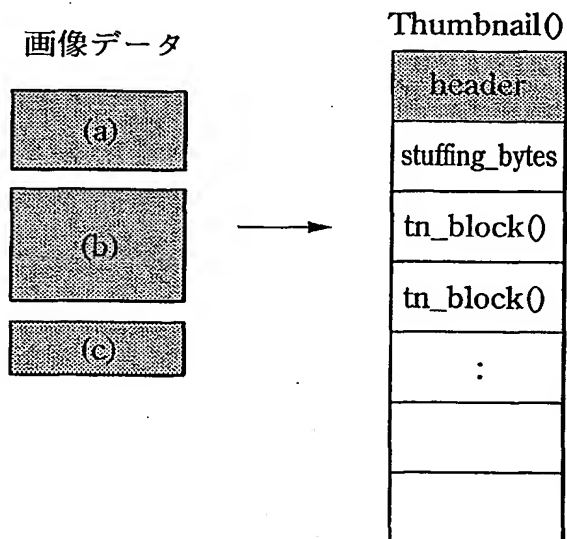 画像データ
(a)
(b)
(c)
Thumbnail()
header
stuffing_bytes
tn_block()
tn_block()
: